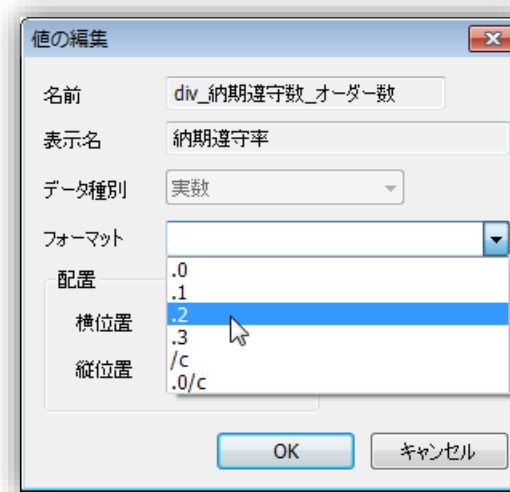 値の編集
名前 div_納期遵守数_オーダー数
表示名 納期遵守率
データ種別 実数
フォーマット
.0
配置
.1
横位置 .2
.3
縦位置 /c
.0/c
OK キャンセル